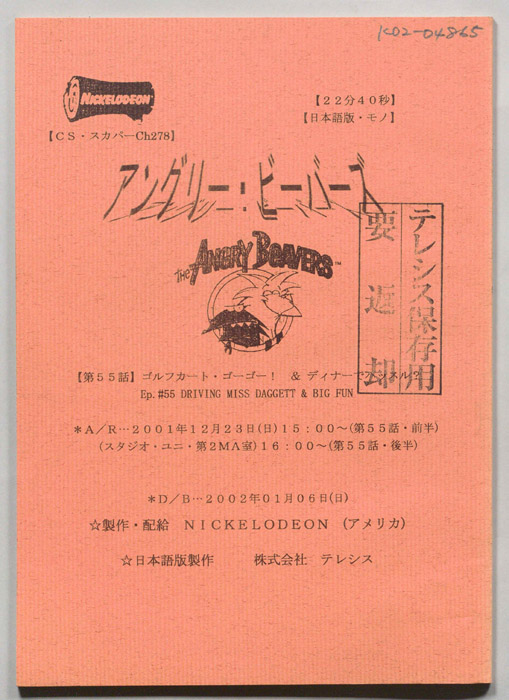 K02-04865
NICKELODEON
【22分40秒】
【日本語版・モノ】
【CS・スカパーCh278】
アングリー:ビーバーズ
THE ANGRY BEAVERS™
テレシス保存用
要返却
【第55話】ゴルフカート・ゴーゴー! & ディナーで
Ep. #55 DRIVING MISS DAGGETT & BIG FUN
*A/R…2001年12月23日(日)15:00~(第55話・前半)
(スタジオ・ユニ・第2MA室)16:00~(第55話・後半)
*D/B…2002年01月06日(日)
☆製作・配給 NICKELODEON (アメリカ)
☆日本語版製作 株式会社 テレシス